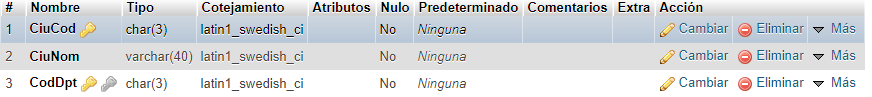 # Nombre Tipo Cotejamiento Atributos Nulo Predeterminado Comentarios Extra Acción
1 CiuCod char(3) latin1_swedish_ci No Ninguna Cambiar Eliminar Más
2 CiuNom varchar(40) latin1_swedish_ci No Ninguna Cambiar Eliminar Más
3 CodDpt char(3) latin1_swedish_ci No Ninguna Cambiar Eliminar Más